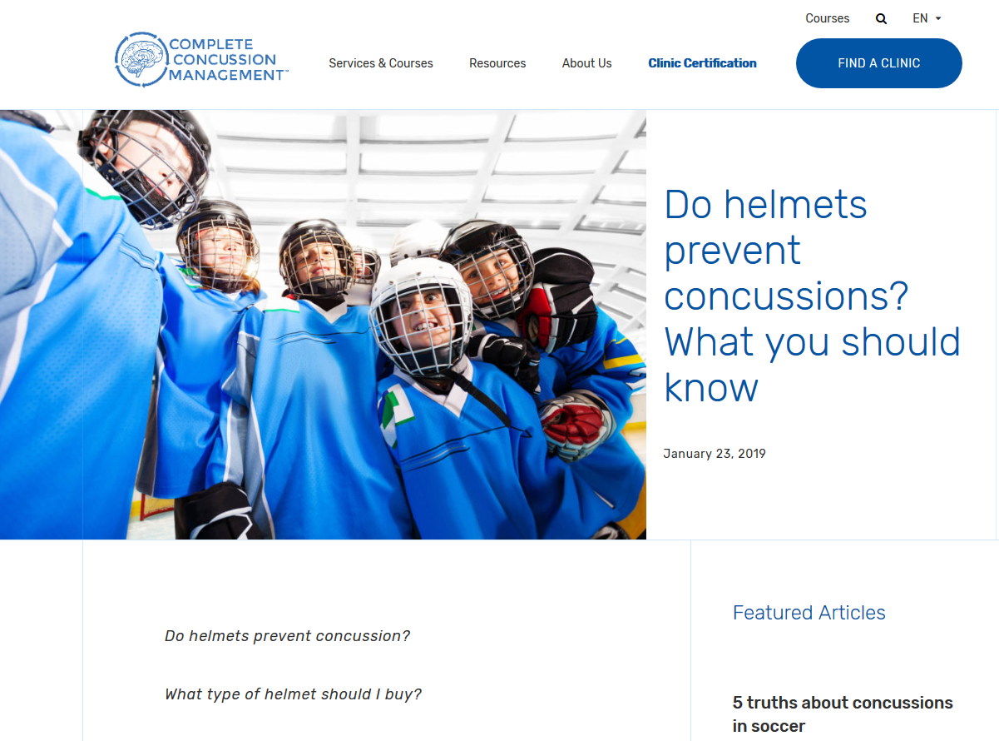 Courses
EN
COMPLETE
CONCUSSION
MANAGEMENT™
Services & Courses
Resources
About Us
Clinic Certification
FIND A CLINIC
Do helmets
prevent
concussions?
What you should
know
January 23, 2019
Do helmets prevent concussion?
What type of helmet should I buy?
Featured Articles
5 truths about concussions
in soccer